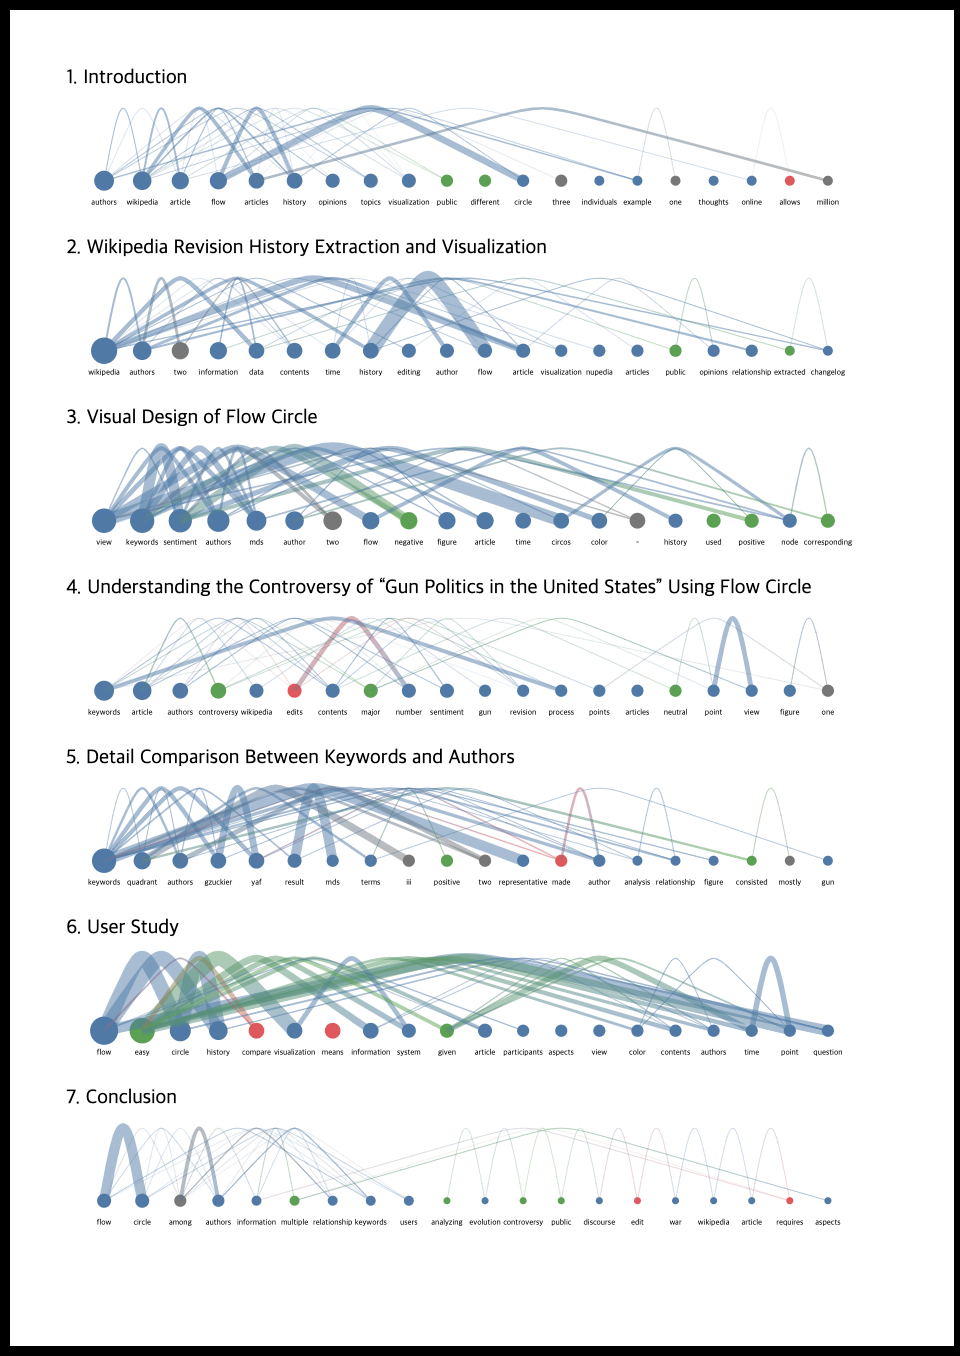 1. Introduction
authors wikipedia article flow articles history opinions topics visualization public different circle three individuals example one thoughts online allows million
2. Wikipedia Revision History Extraction and Visualization
wikipedia authors two information data contents time history editing author flow article visualization nupedia articles public opinions relationship extracted changelog
3. Visual Design of Flow Circle
view keywords sentiment authors mds author two flow negative figure article time circos color - history used positive node corresponding
4. Understanding the Controversy of “Gun Politics in the United States” Using Flow Circle
keywords article authors controversy wikipedia edits contents major number sentiment gun revision process points articles neutral point view figure one
5. Detail Comparison Between Keywords and Authors
keywords quadrant authors gzuckier yaf result mds terms iii positive two representative made author analysis relationship figure consisted mostly gun
6. User Study
flow easy circle history compare visualization means information system given article participants aspects view color contents authors time point question
7. Conclusion
flow circle among authors information multiple relationship keywords users analyzing evolution controversy public discourse edit war wikipedia article requires aspects